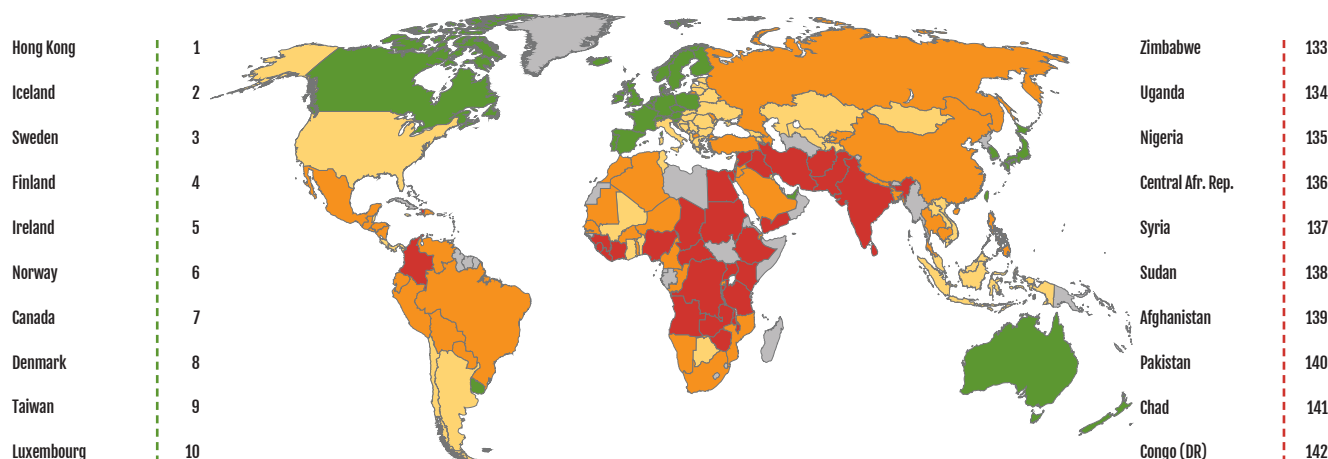 Hong Kong 1
Iceland 2
Sweden 3
Finland 4
Ireland 5
Norway 6
Canada 7
Denmark 8
Taiwan 9
Luxembourg 10
Zimbabwe 133
Uganda 134
Nigeria 135
Central Afr. Rep. 136
Syria 137
Sudan 138
Afghanistan 139
Pakistan 140
Chad 141
Congo (DR) 142